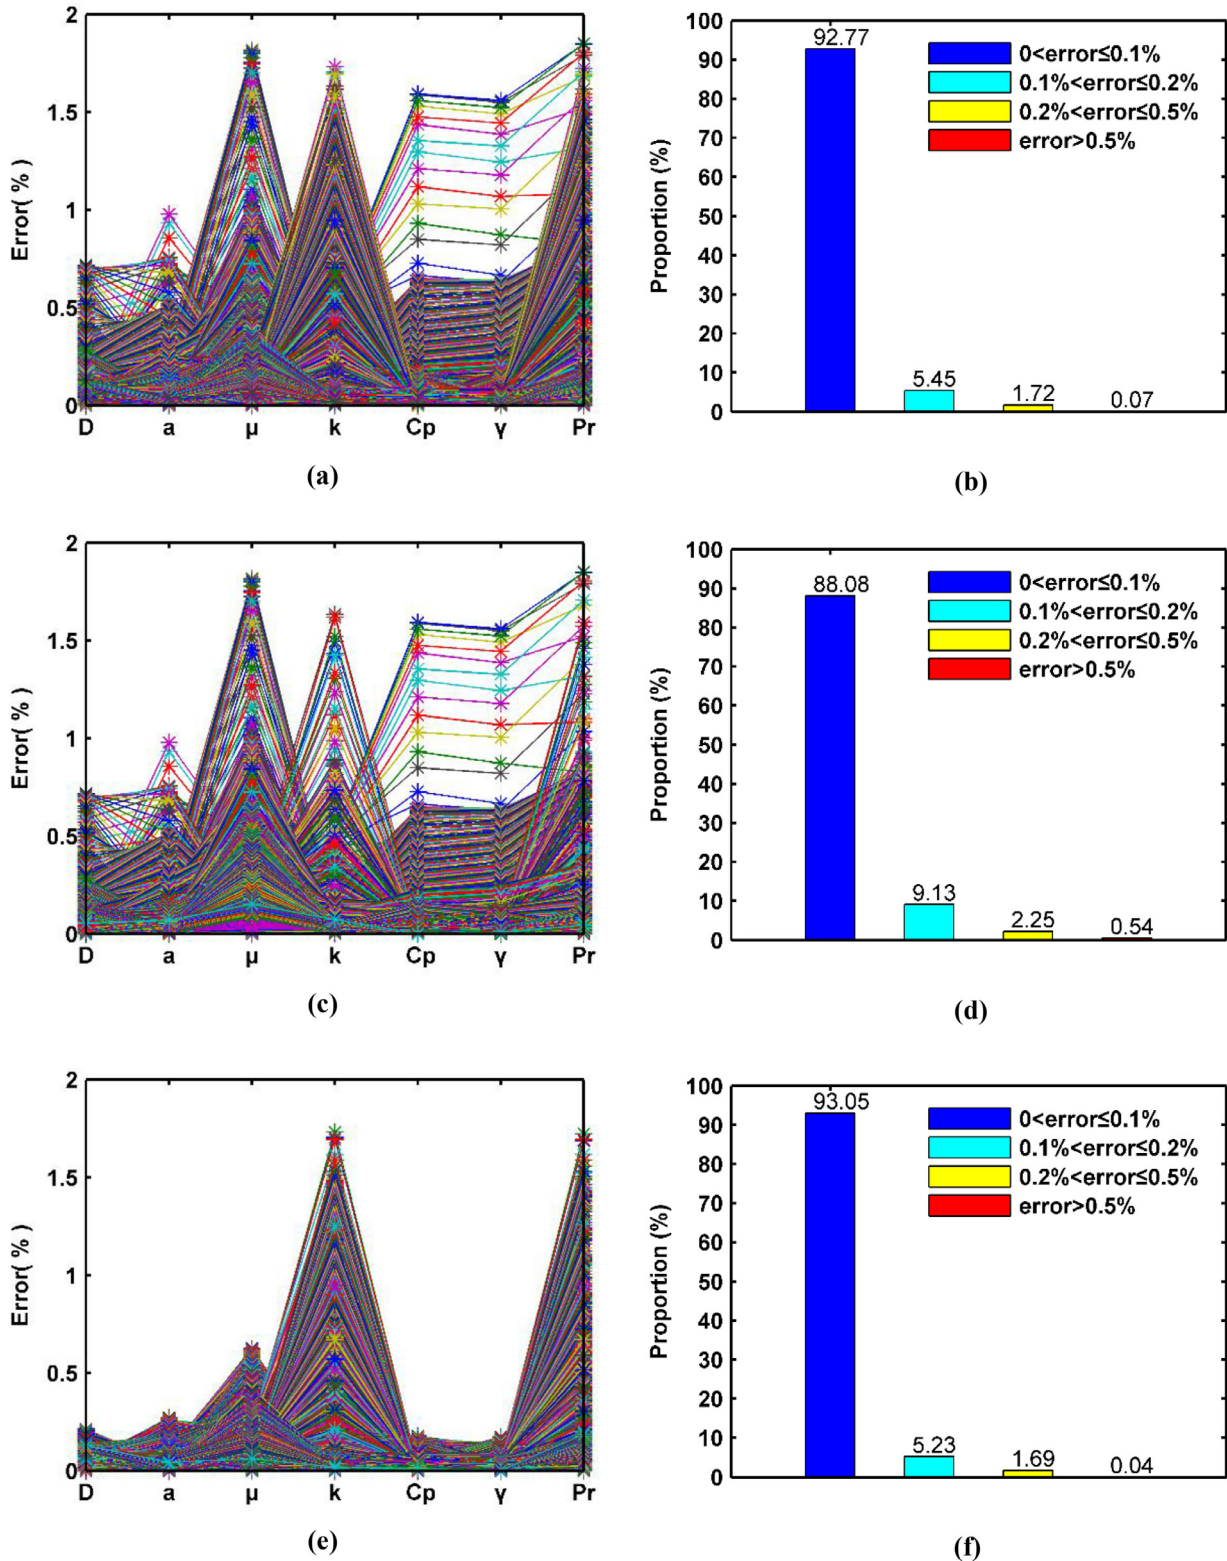 2
1.5
1
0.5
0
Error( % )
D a μ k Cp γ Pr
(a)
100
90
80
70
60
50
40
30
20
10
0
Proportion (%)
92.77
5.45
1.72
0.07
0<error≤0.1%
0.1%<error≤0.2%
0.2%<error≤0.5%
error>0.5%
(b)
2
1.5
1
0.5
0
Error( % )
D a μ k Cp γ Pr
(c)
100
90
80
70
60
50
40
30
20
10
0
Proportion (%)
88.08
9.13
2.25
0.54
0<error≤0.1%
0.1%<error≤0.2%
0.2%<error≤0.5%
error>0.5%
(d)
2
1.5
1
0.5
0
Error( % )
D a μ k Cp γ Pr
(e)
100
90
80
70
60
50
40
30
20
10
0
Proportion (%)
93.05
5.23
1.69
0.04
0<error≤0.1%
0.1%<error≤0.2%
0.2%<error≤0.5%
error>0.5%
(f)